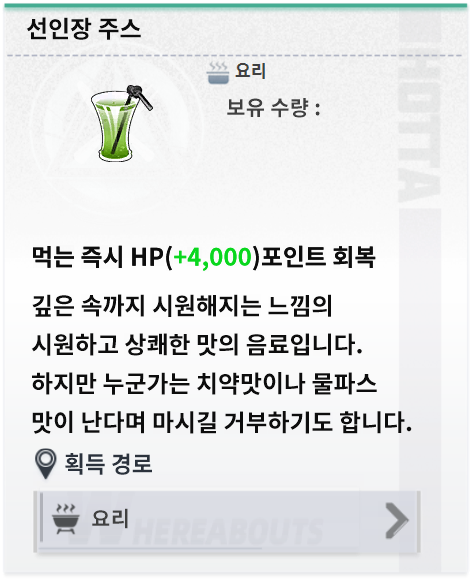 선인장 주스
요리
보유 수량 :
HOTTA
먹는 즉시 HP(+4,000)포인트 회복
깊은 속까지 시원해지는 느낌의
시원하고 상쾌한 맛의 음료입니다.
하지만 누군가는 치약맛이나 물파스
맛이 난다며 마시길 거부하기도 합니다.
획득 경로
요리
HEREABOUTS